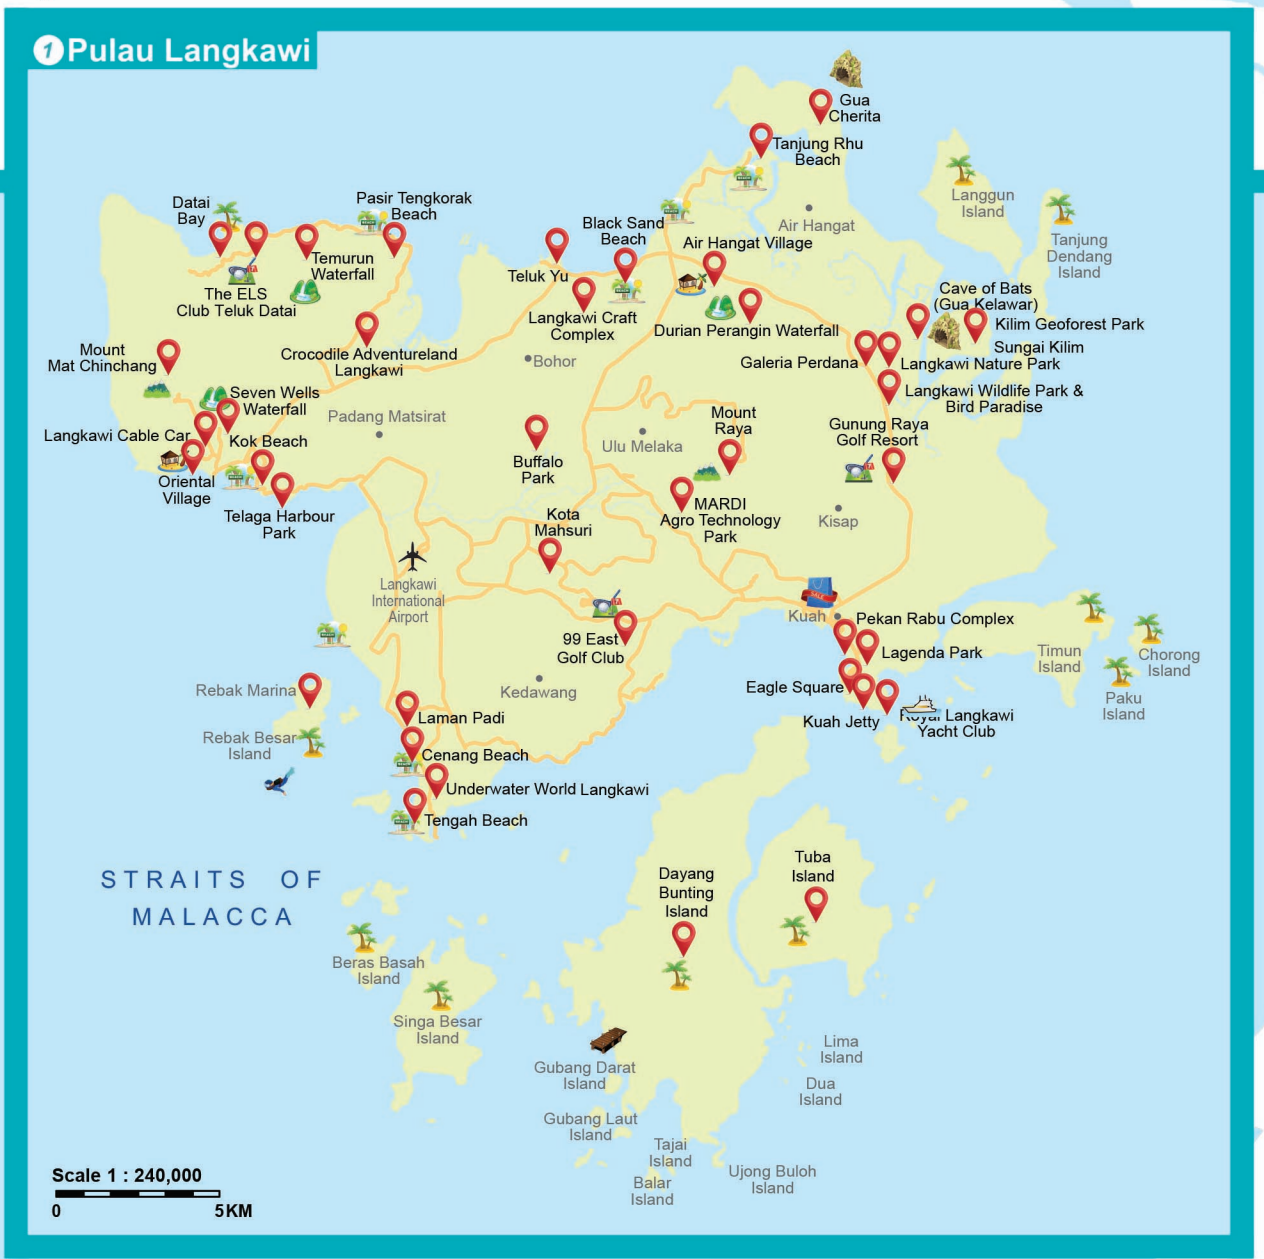 1 Pulau Langkawi
Gua
Cherita
Tanjung Rhu
Beach
Langgun
Island
Air Hangat
Tanjung
Dendang
Island
Datai
Bay
Pasir Tengkorak
Beach
Temurun
Waterfall
The ELS
Club Teluk Datai
Black Sand
Beach
Teluk Yu
Air Hangat Village
Langkawi Craft
Complex
Durian Perangin Waterfall
Cave of Bats
(Gua Kelawar)
Kilim Geoforest Park
Sungai Kilim
Langkawi Nature Park
Galeria Perdana
Langkawi Wildlife Park &
Bird Paradise
Crocodile Adventureland
Langkawi
Bohor
Mount
Mat Chinchang
Seven Wells
Waterfall
Langkawi Cable Car
Kok Beach
Oriental
Village
Telaga Harbour
Park
Padang Matsirat
Buffalo
Park
Ulu Melaka
Mount
Raya
Gunung Raya
Golf Resort
MARDI
Agro Technology
Park
Kisap
Kota
Mahsuri
Langkawi
International
Airport
99 East
Golf Club
SALE
Kuah
Pekan Rabu Complex
Lagenda Park
Eagle Square
Kuah Jetty
Royal Langkawi
Yacht Club
Timun
Island
Chorong
Island
Paku
Island
Kedawang
Rebak Marina
Rebak Besar
Island
Laman Padi
Cenang Beach
Underwater World Langkawi
Tengah Beach
STRAITS OF
MALACCA
Dayang
Bunting
Island
Tuba
Island
Beras Basah
Island
Singa Besar
Island
Gubang Darat
Island
Gubang Laut
Island
Lima
Island
Dua
Island
Tajai
Island
Balar
Island
Ujong Buloh
Island
Scale 1 : 240,000
0 5KM